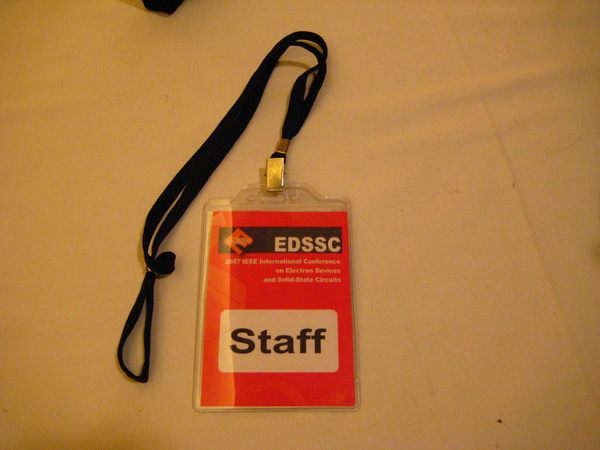 EDSSC
2007 IEEE International Conference
on Electron Devices
and Solid-State Circuits
Staff